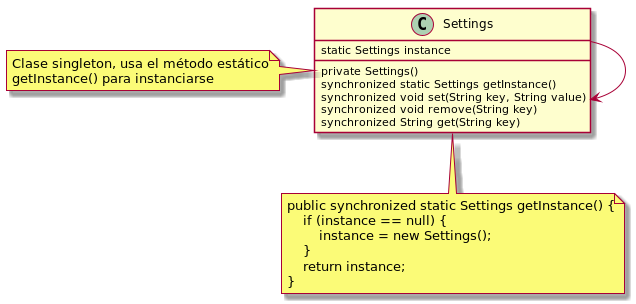 C Settings
static Settings instance
Clase singleton, usa el método estático
getInstance() para instanciarse
private Settings()
synchronized static Settings getInstance()
synchronized void set(String key, String value)
synchronized void remove(String key)
synchronized String get(String key)
public synchronized static Settings getInstance() {
    if (instance == null) {
        instance = new Settings();
    }
    return instance;
}